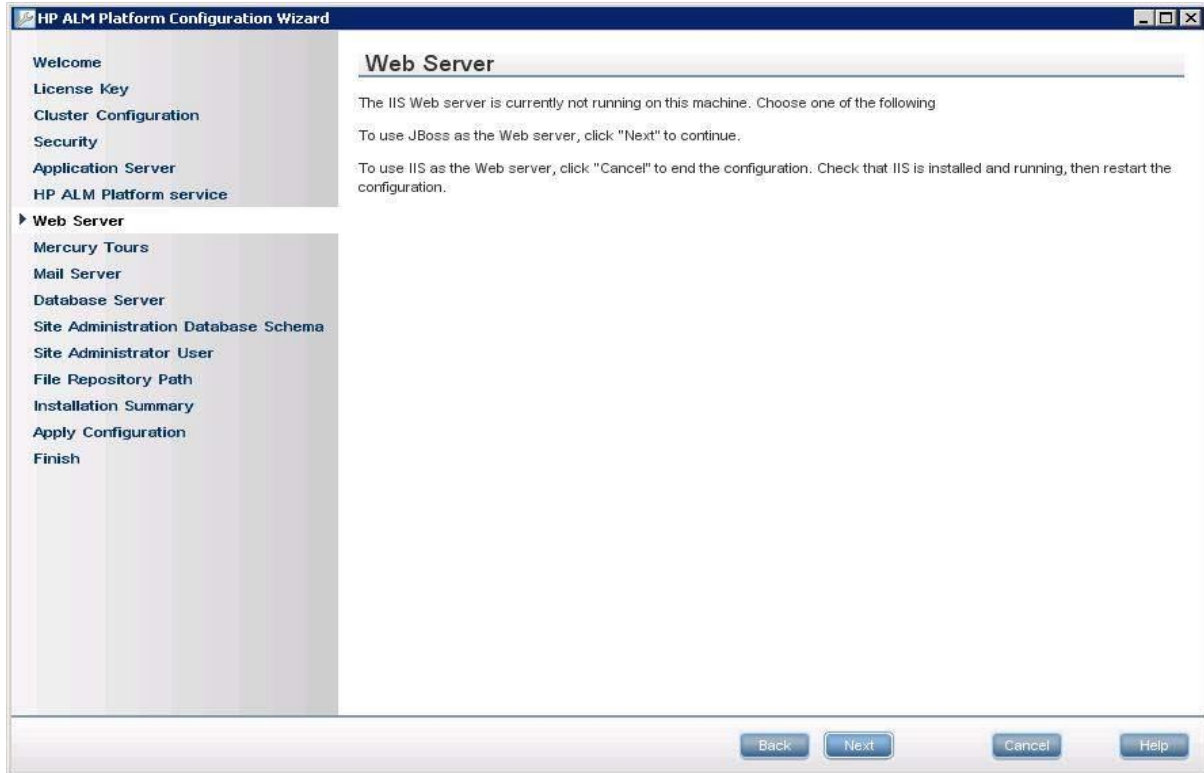 HP ALM Platform Configuration Wizard
Welcome
License Key
Cluster Configuration
Security
Application Server
HP ALM Platform service
Web Server
Mercury Tours
Mail Server
Database Server
Site Administration Database Schema
Site Administrator User
File Repository Path
Installation Summary
Apply Configuration
Finish
Web Server
The IIS Web server is currently not running on this machine. Choose one of the following
To use JBoss as the Web server, click "Next" to continue.
To use IIS as the Web server, click "Cancel" to end the configuration. Check that IIS is installed and running, then restart the
configuration.
Back Next Cancel Help